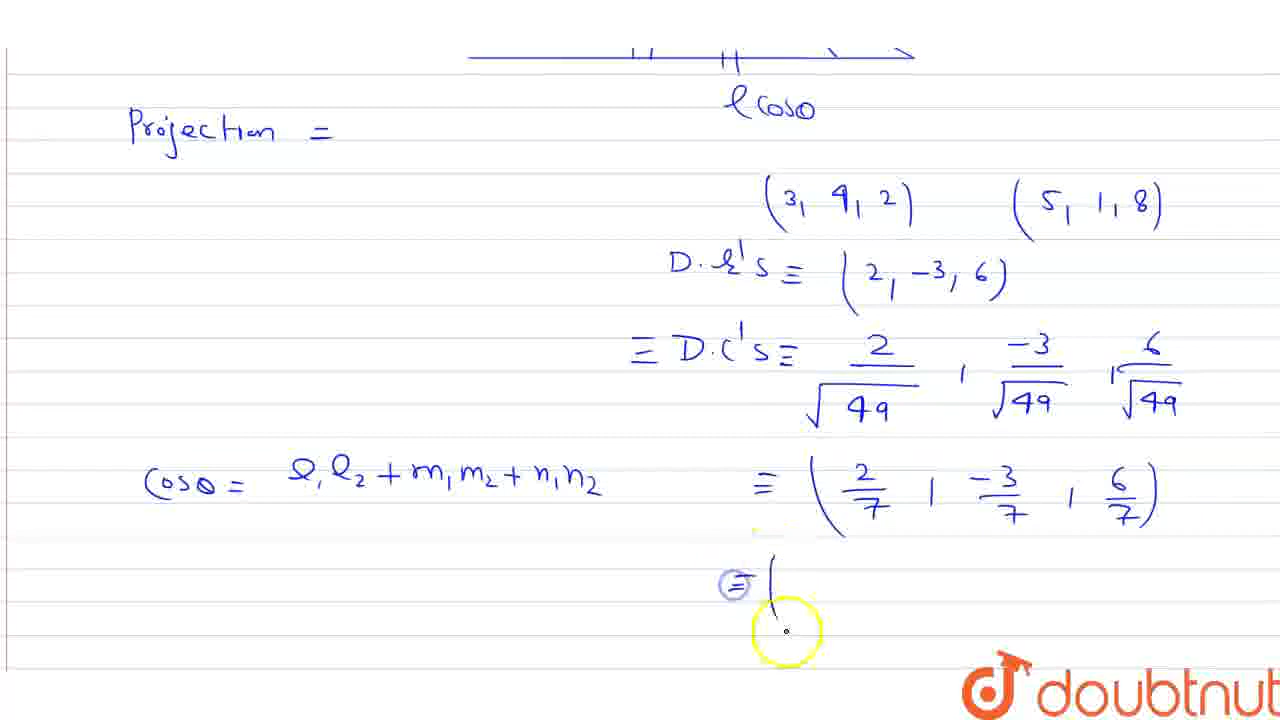 l cosθ
Projection =
(3, 4, 2) (5, 1, 8)
D.r's ≡ (2, -3, 6)
≡ D.C's ≡ 2/√49 , -3/√49 , 6/√49
Cosθ = l₁l₂ + m₁m₂ + n₁n₂ ≡ (2/7 , -3/7 , 6/7)
≡ (
doubtnut